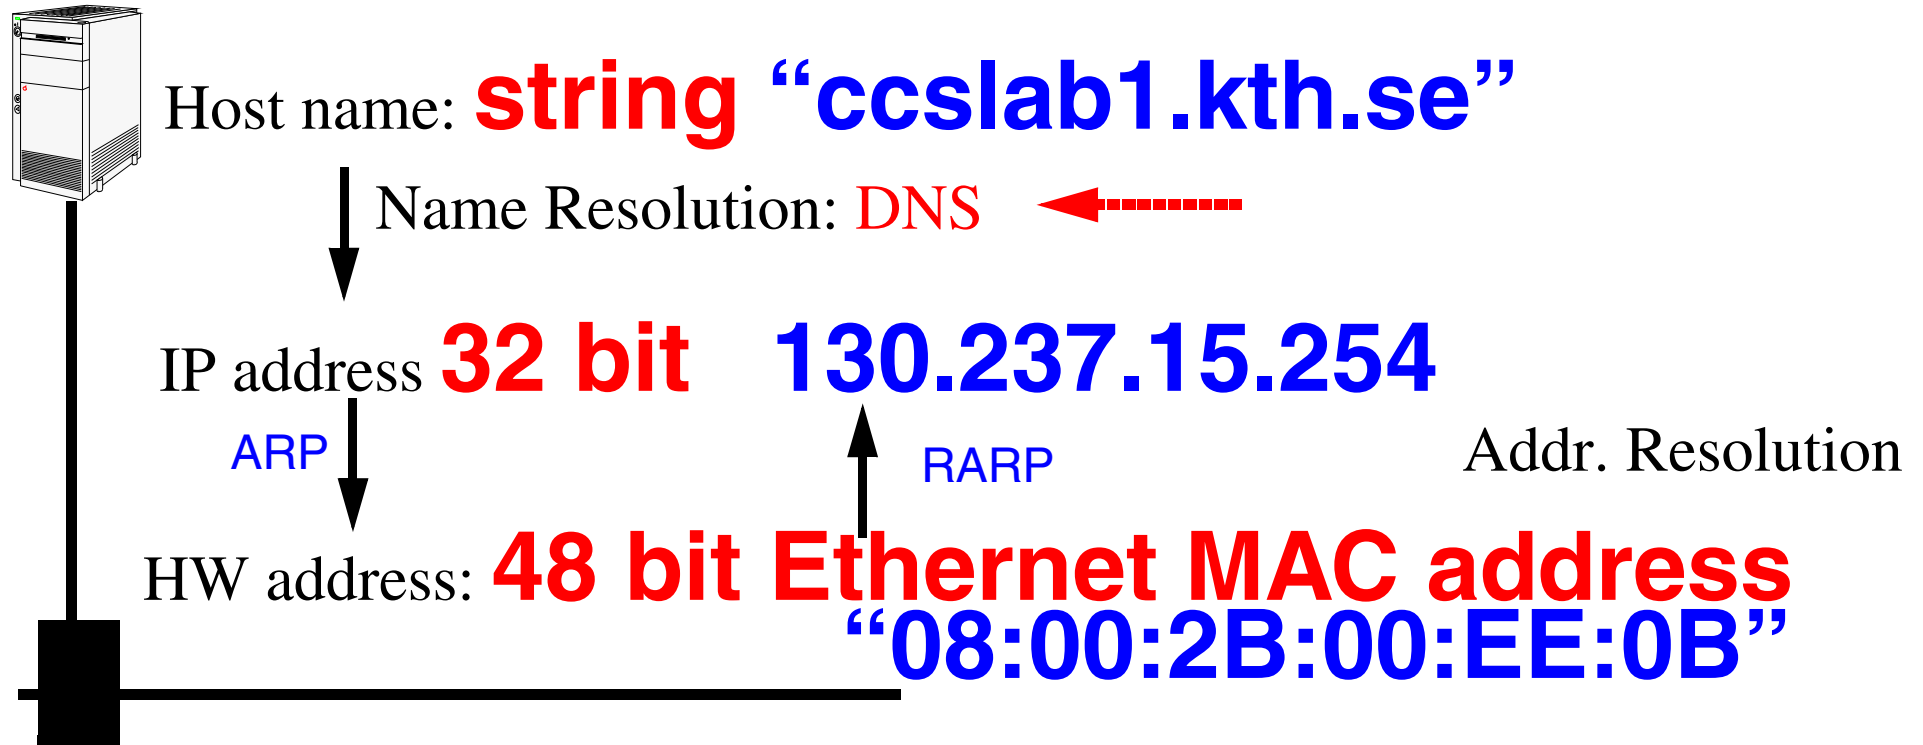 Host name: string “ccslab1.kth.se”
Name Resolution: DNS
IP address 32 bit 130.237.15.254
ARP
RARP
Addr. Resolution
HW address: 48 bit Ethernet MAC address
“08:00:2B:00:EE:0B”